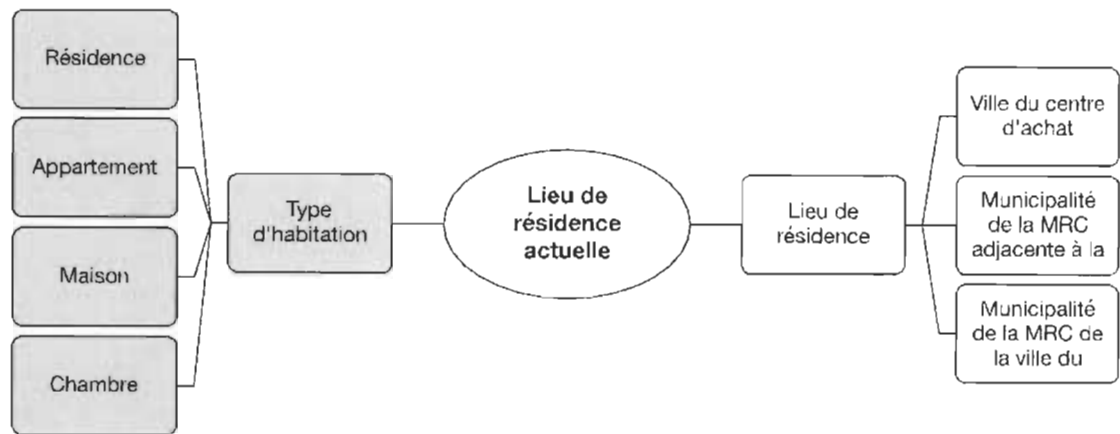 Résidence
Appartement
Maison
Chambre
Type
d'habitation
Lieu de
résidence
actuelle
Lieu de
résidence
Ville du centre
d'achat
Municipalité
de la MRC
adjacente à la
Municipalité
de la MRC de
la ville du